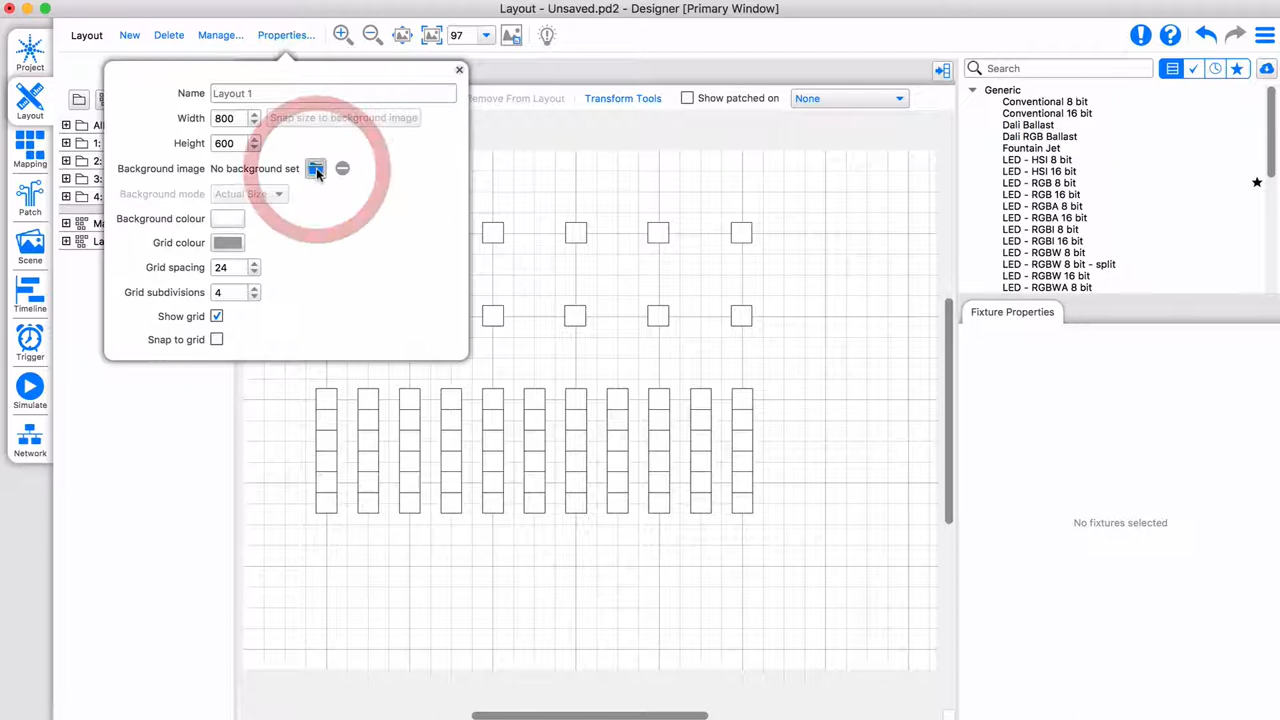 Layout - Unsaved.pd2 - Designer [Primary Window]
Layout New Delete Manage... Properties... 97
Project
Layout
Mapping
Patch
Scene
Timeline
Trigger
Simulate
Network
Name Layout 1
Width 800 Snap size to background image
Height 600
Background image No background set
Background mode Actual Size
Background colour
Grid colour
Grid spacing 24
Grid subdivisions 4
Show grid
Snap to grid
1:
2:
3:
4:
Remove From Layout Transform Tools Show patched on None
Search
Generic
Conventional 8 bit
Conventional 16 bit
Dali Ballast
Dali RGB Ballast
Fountain Jet
LED - HSI 8 bit
LED - HSI 16 bit
LED - RGB 8 bit
LED - RGB 16 bit
LED - RGBA 8 bit
LED - RGBA 16 bit
LED - RGBI 8 bit
LED - RGBI 16 bit
LED - RGBW 8 bit
LED - RGBW 8 bit - split
LED - RGBW 16 bit
LED - RGBWA 8 bit
Fixture Properties
No fixtures selected